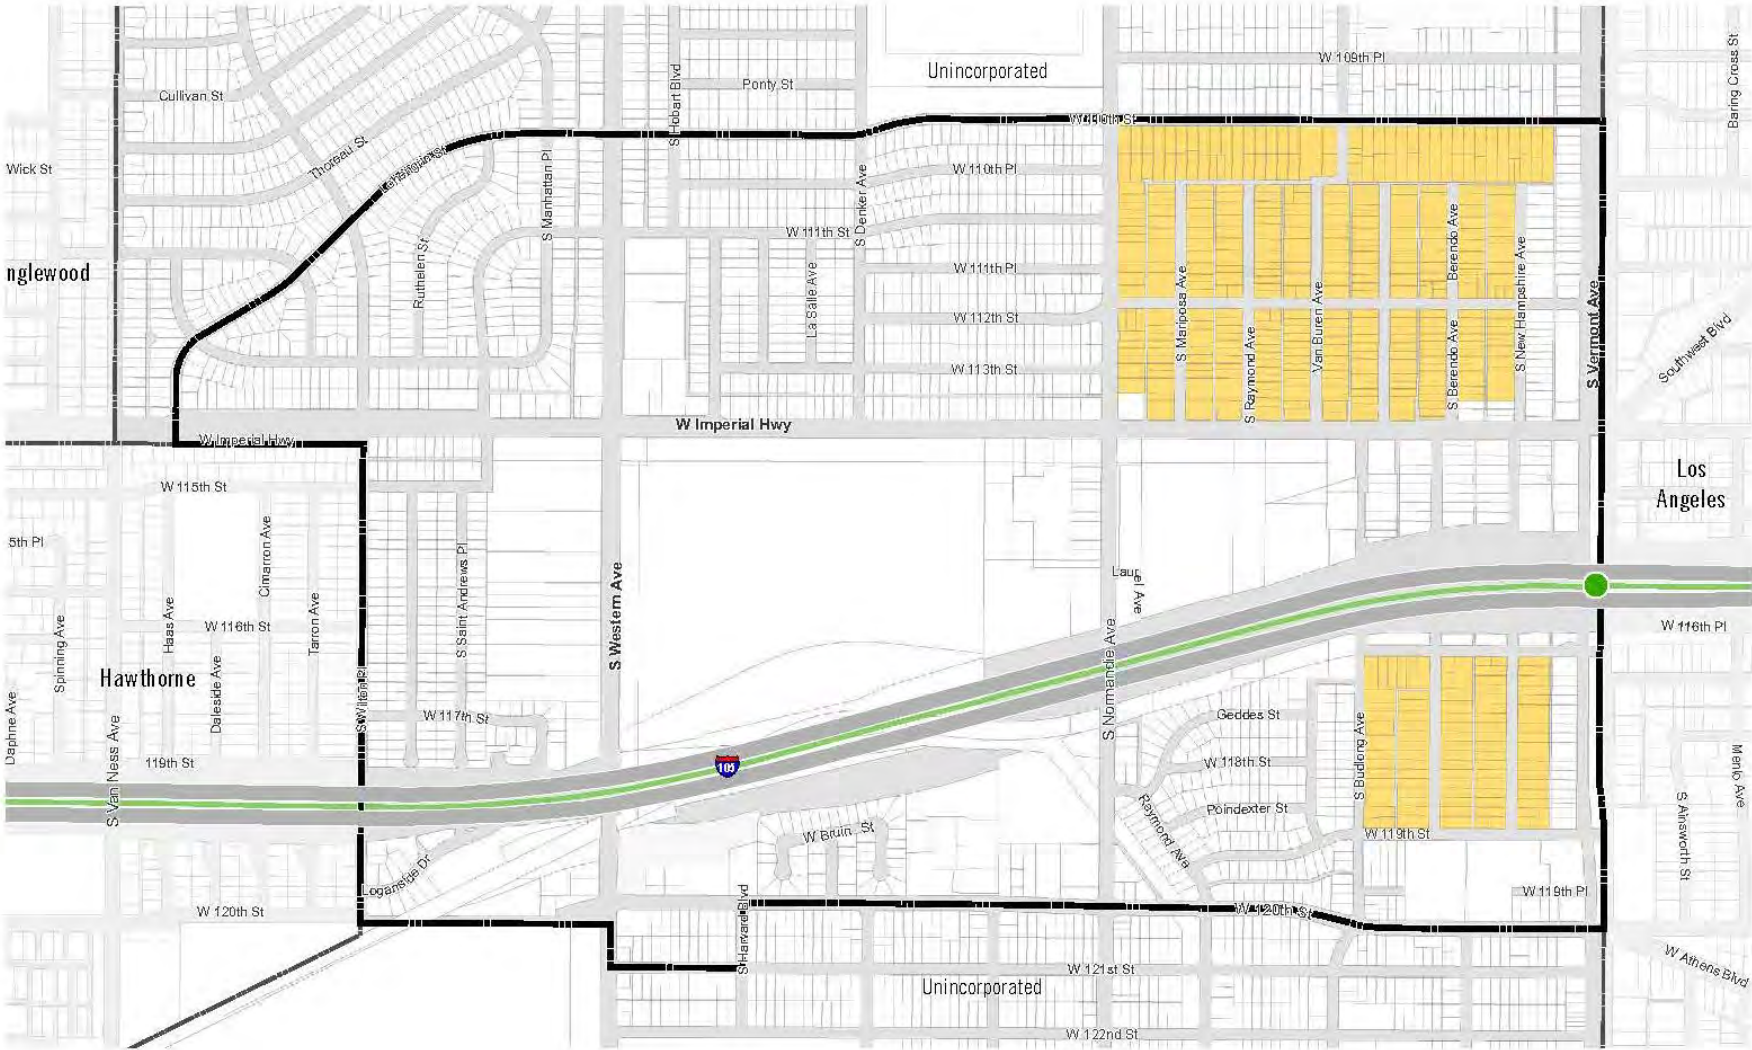 W 109th Pl
Baring Cross St
Unincorporated
S Hobart Blvd
Ponty St
Cullivan St
W 110th St
Thoreau St
Wick St
S Manhattan Pl
W 110th Pl
S Denker Ave
W 111th St
Berendo Ave
nglewood
Ruthelen St
La Salle Ave
W 111th Pl
S Mariposa Ave
Van Buren Ave
S New Hampshire Ave
S Vermont Ave
W 112th St
S Raymond Ave
S Berendo Ave
Southwest Blvd
W 113th St
W Imperial Hwy
W Imperial Hwy
Los
Angeles
W 115th St
5th Pl
Cimarron Ave
S Saint Andrews Pl
S Western Ave
Laur
el Ave
Spinning Ave
Haas Ave
W 116th St
Tarron Ave
W 116th Pl
Hawthorne
Daphne Ave
Daleside Ave
S Van Ness Ave
S Wilton Pl
W 117th St
S Normandie Ave
Geddes St
S Budlong Ave
119th St
105
W 118th St
Menlo Ave
Poindexter St
Raymond Ave
W 119th St
S Ainsworth St
W Bruin St
Loganside Dr
W 119th Pl
W 120th St
S Harvard Blvd
W 120th St
W 121st St
W Athens Blvd
Unincorporated
W 122nd St